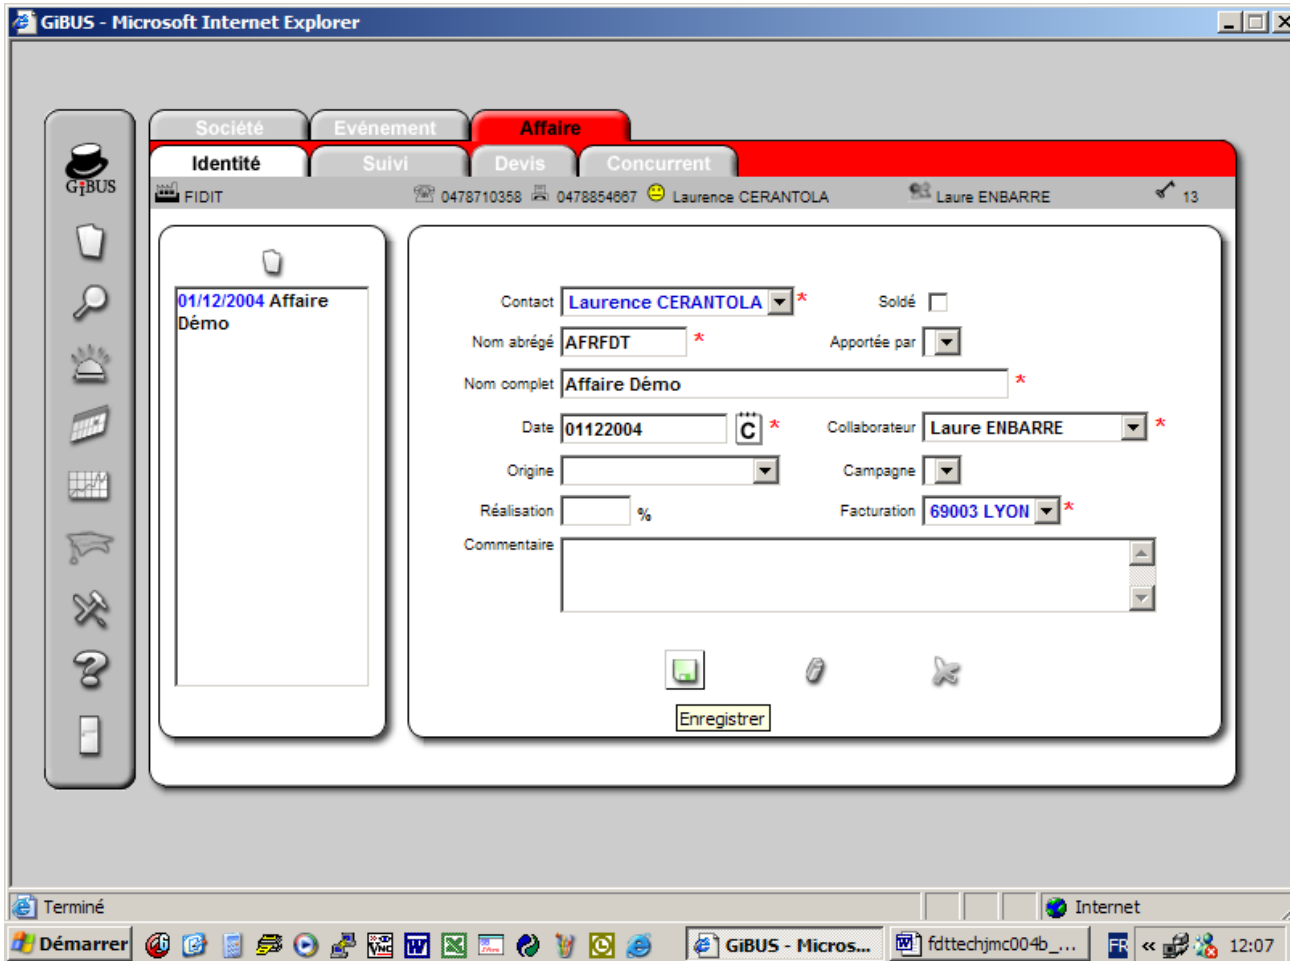 GiBUS - Microsoft Internet Explorer
Société Evénement Affaire
Identité Suivi Devis Concurrent
GiBUS
FIDIT 0478710358 0478854667 Laurence CERANTOLA Laure ENBARRE 13
01/12/2004 Affaire
Démo
Contact Laurence CERANTOLA * Soldé
Nom abrégé AFRFDT * Apportée par
Nom complet Affaire Démo *
Date 01122004 C * Collaborateur Laure ENBARRE *
Origine Campagne
Réalisation % Facturation 69003 LYON *
Commentaire
Enregistrer
Terminé Internet
Démarrer GiBUS - Micros... fdttechjmc004b_... FR « 12:07